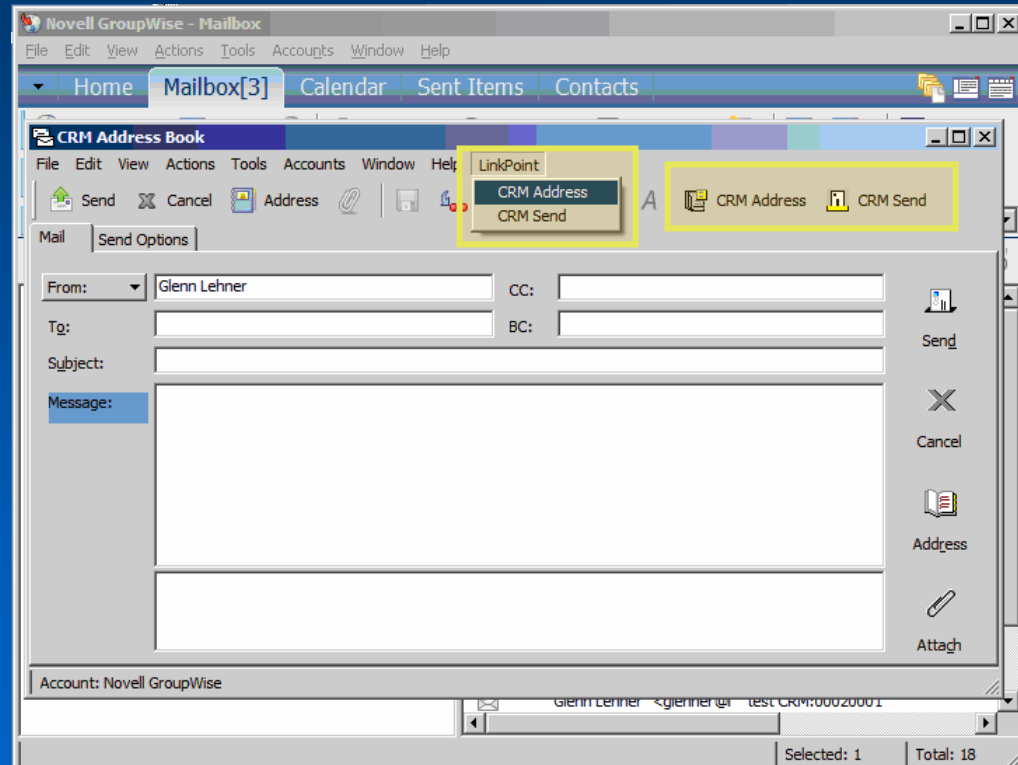 Novell GroupWise - Mailbox
File Edit View Actions Tools Accounts Window Help
Home Mailbox[3] Calendar Sent Items Contacts
CRM Address Book
File Edit View Actions Tools Accounts Window Help LinkPoint
CRM Address
CRM Send
Send Cancel Address A CRM Address CRM Send
Mail Send Options
From: Glenn Lehner CC:
To: BC:
Subject:
Message:
Send
Cancel
Address
Attach
Account: Novell GroupWise
Glenn Lehner <glehner@ test CRM:00020001
Selected: 1 Total: 18